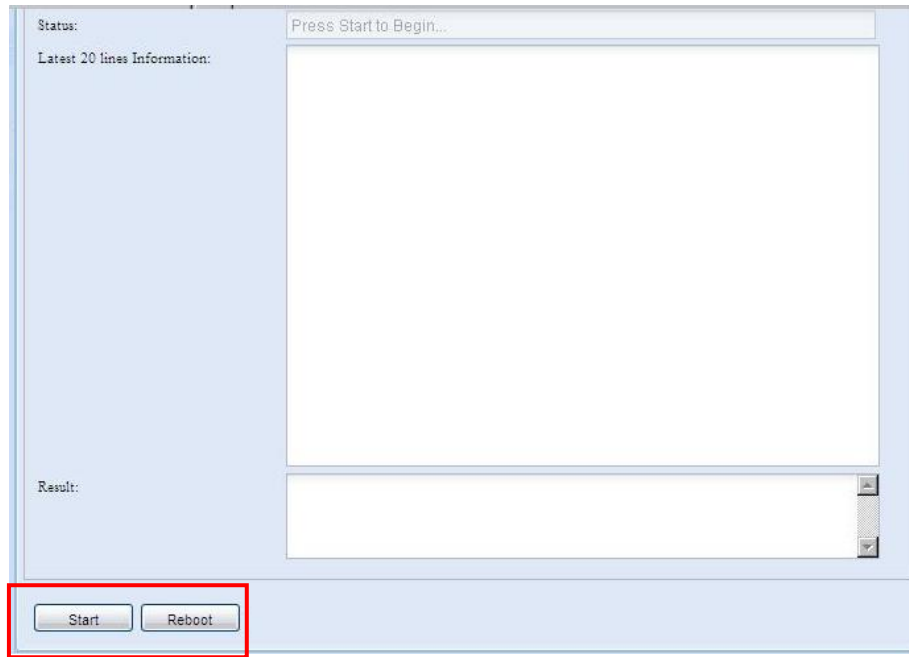 Status:
Press Start to Begin...
Latest 20 lines Information:
Result:
Start
Reboot